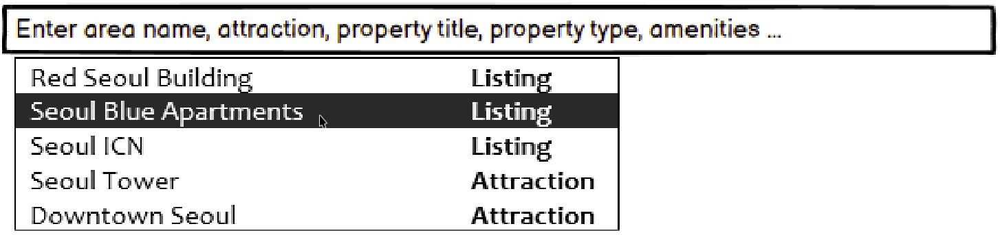 Enter area name, attraction, property title, property type, amenities ...
Red Seoul Building Listing
Seoul Blue Apartments Listing
Seoul ICN Listing
Seoul Tower Attraction
Downtown Seoul Attraction